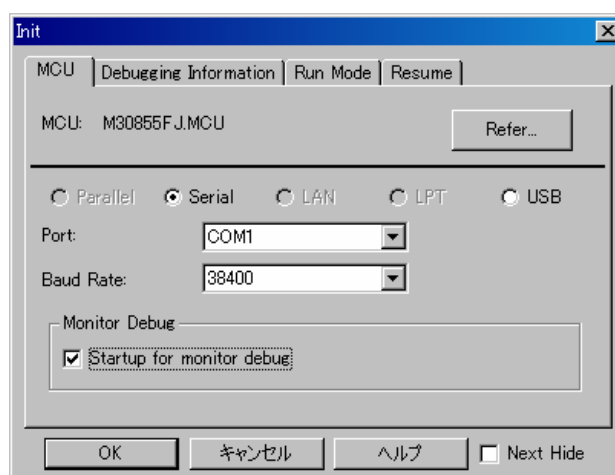 Init
MCU Debugging Information Run Mode Resume
MCU: M30855FJ.MCU Refer...
Parallel Serial LAN LPT USB
Port: COM1
Baud Rate: 38400
Monitor Debug
Startup for monitor debug
OK キャンセル ヘルプ Next Hide